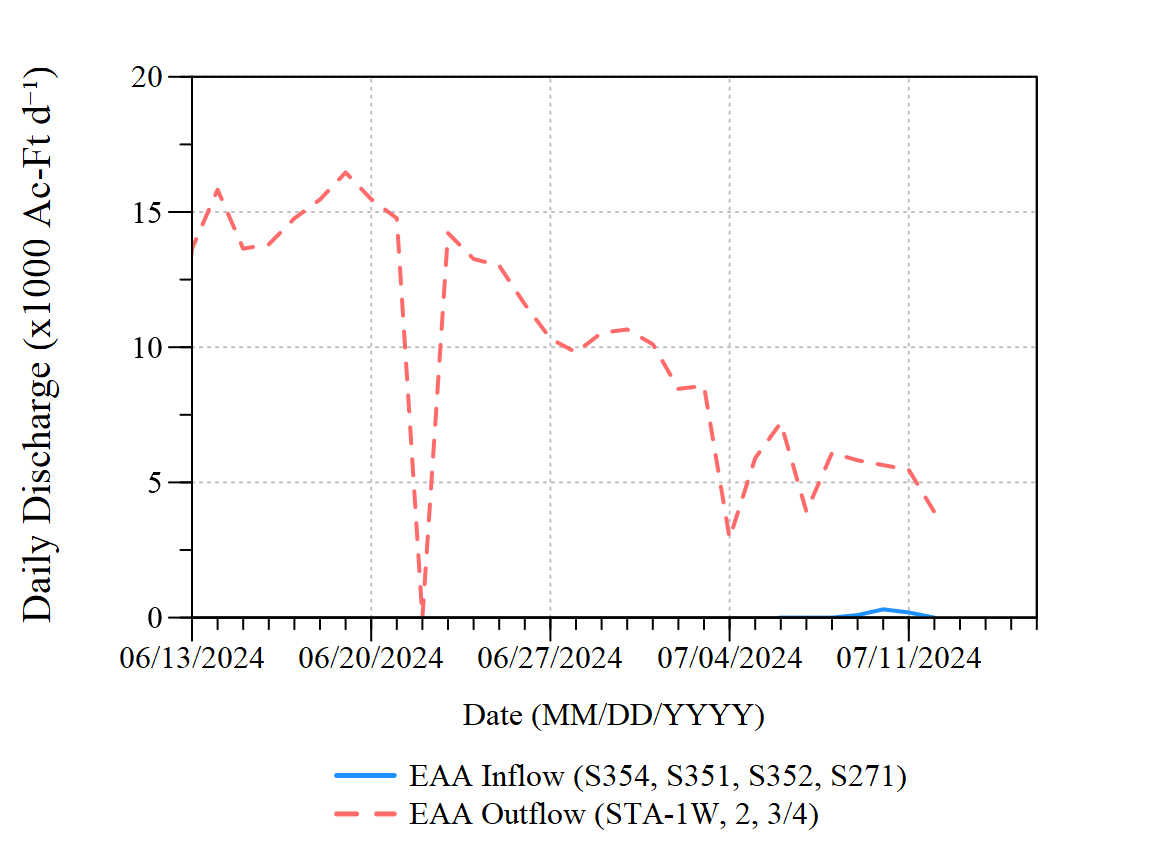 Daily Discharge (x1000 Ac-Ft d⁻¹)
20
15
10
5
0
06/13/2024 06/20/2024 06/27/2024 07/04/2024 07/11/2024
Date (MM/DD/YYYY)
EAA Inflow (S354, S351, S352, S271)
EAA Outflow (STA-1W, 2, 3/4)